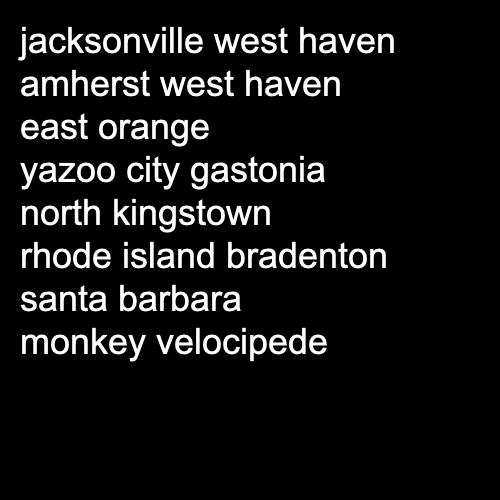 jacksonville west haven
amherst west haven
east orange
yazoo city gastonia
north kingstown
rhode island bradenton
santa barbara
monkey velocipede